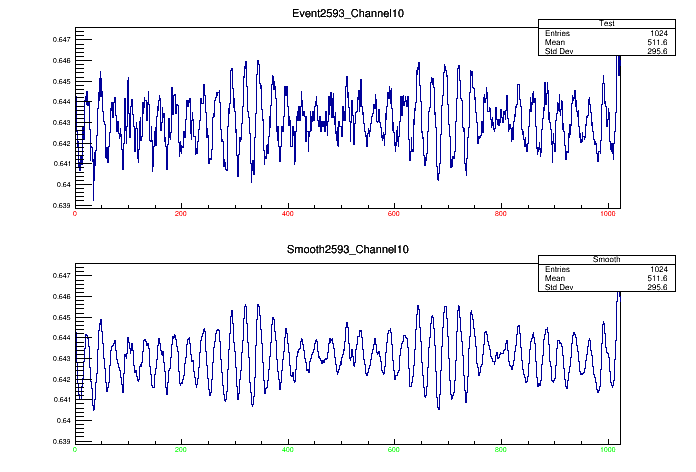 Event2593_Channel10
Test
Entries 1024
Mean 511.6
Std Dev 295.6
0.647
0.646
0.645
0.644
0.643
0.642
0.641
0.64
0.639
0 200 400 600 800 1000
Smooth2593_Channel10
Smooth
Entries 1024
Mean 511.6
Std Dev 295.6
0.647
0.646
0.645
0.644
0.643
0.642
0.641
0.64
0.639
0 200 400 600 800 1000